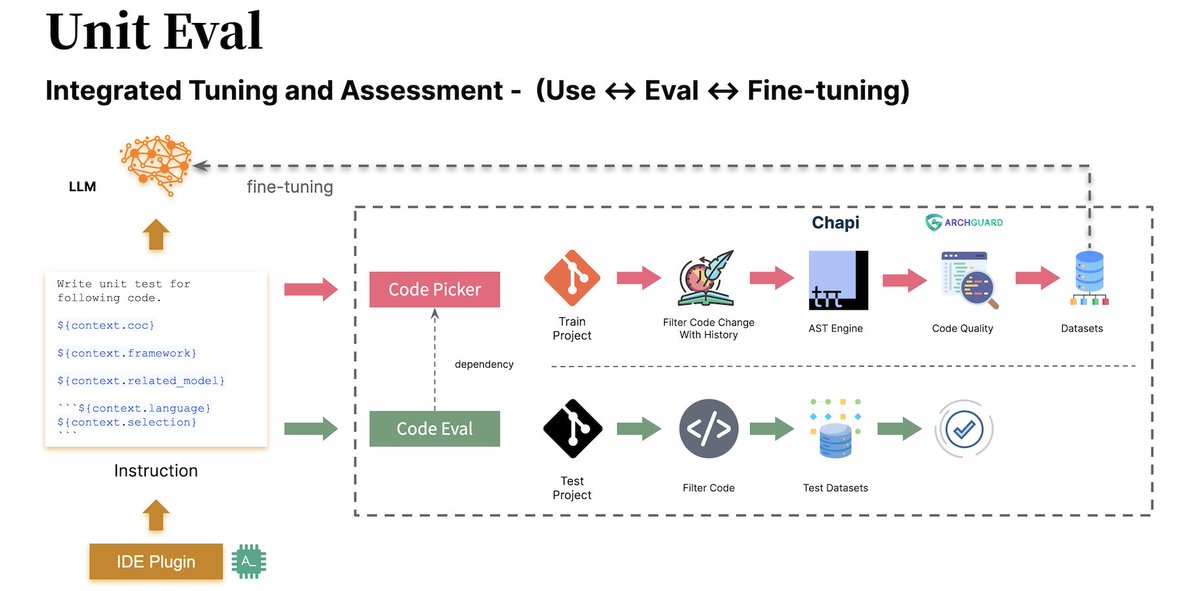 Unit Eval
Integrated Tuning and Assessment - (Use ↔ Eval ↔ Fine-tuning)
LLM
fine-tuning
Write unit test for
following code.
${context.coc}
${context.framework}
${context.related_model}
```${context.language}
${context.selection}
```
Instruction
IDE Plugin
A_
Code Picker
dependency
Code Eval
Train
Project
Filter Code Change
With History
Chapi
AST Engine
ARCHGUARD
Code Quality
Datasets
Test
Project
</>
Filter Code
Test Datasets